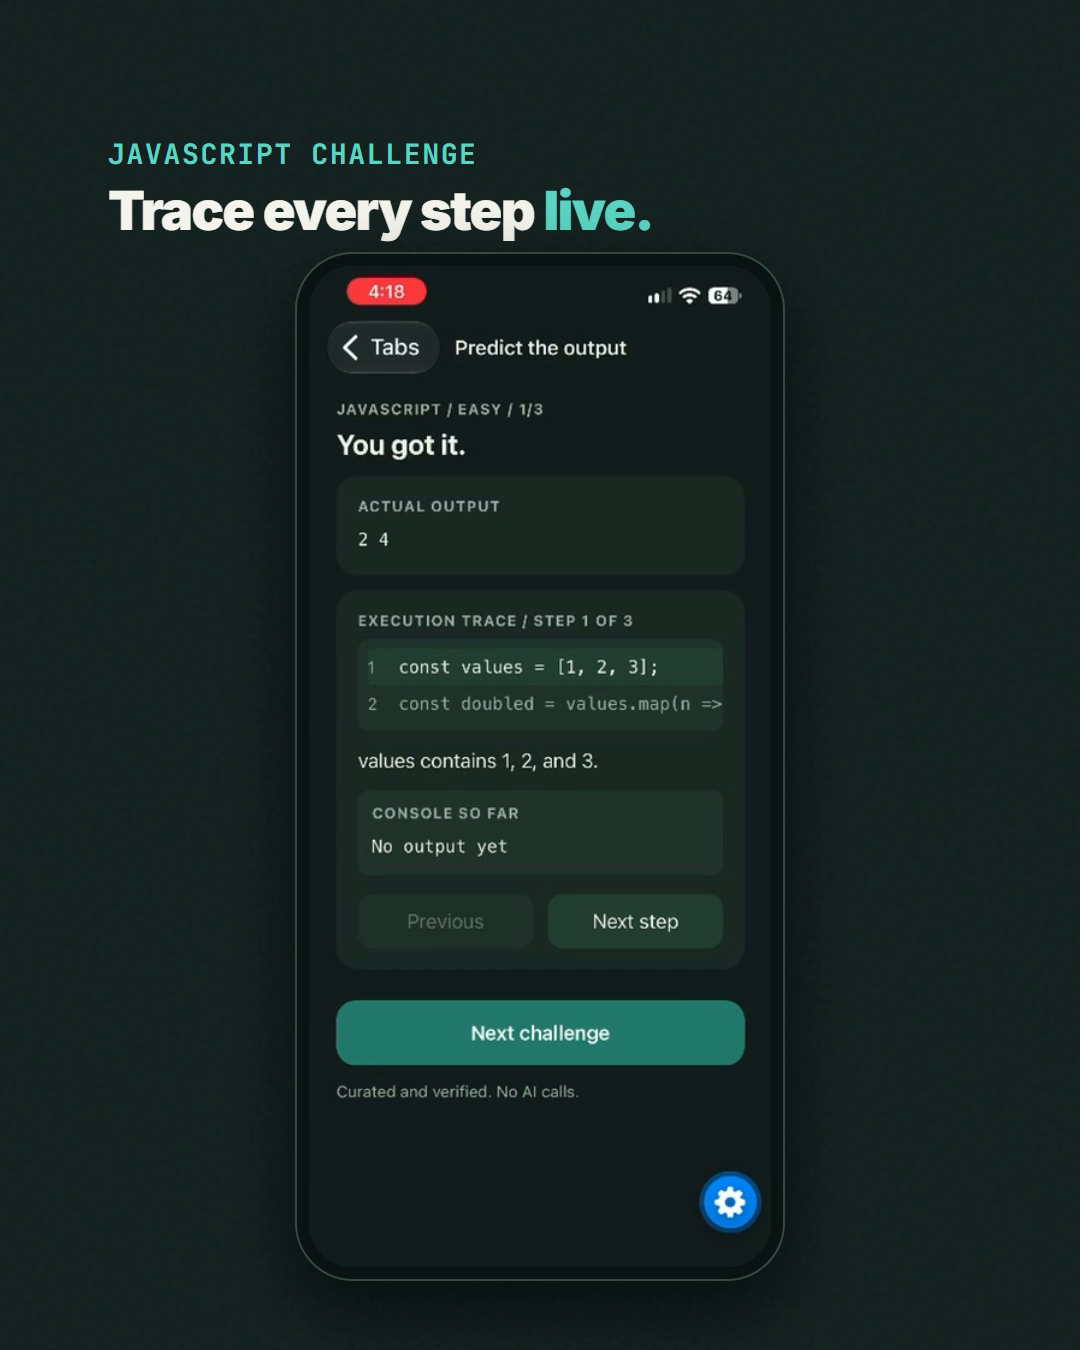 JAVASCRIPT CHALLENGE
Trace every step live.
4:18
64
Tabs
Predict the output
JAVASCRIPT / EASY / 1/3
You got it.
ACTUAL OUTPUT
2 4
EXECUTION TRACE / STEP 1 OF 3
1 const values = [1, 2, 3];
2 const doubled = values.map(n =>
values contains 1, 2, and 3.
CONSOLE SO FAR
No output yet
Previous
Next step
Next challenge
Curated and verified. No AI calls.